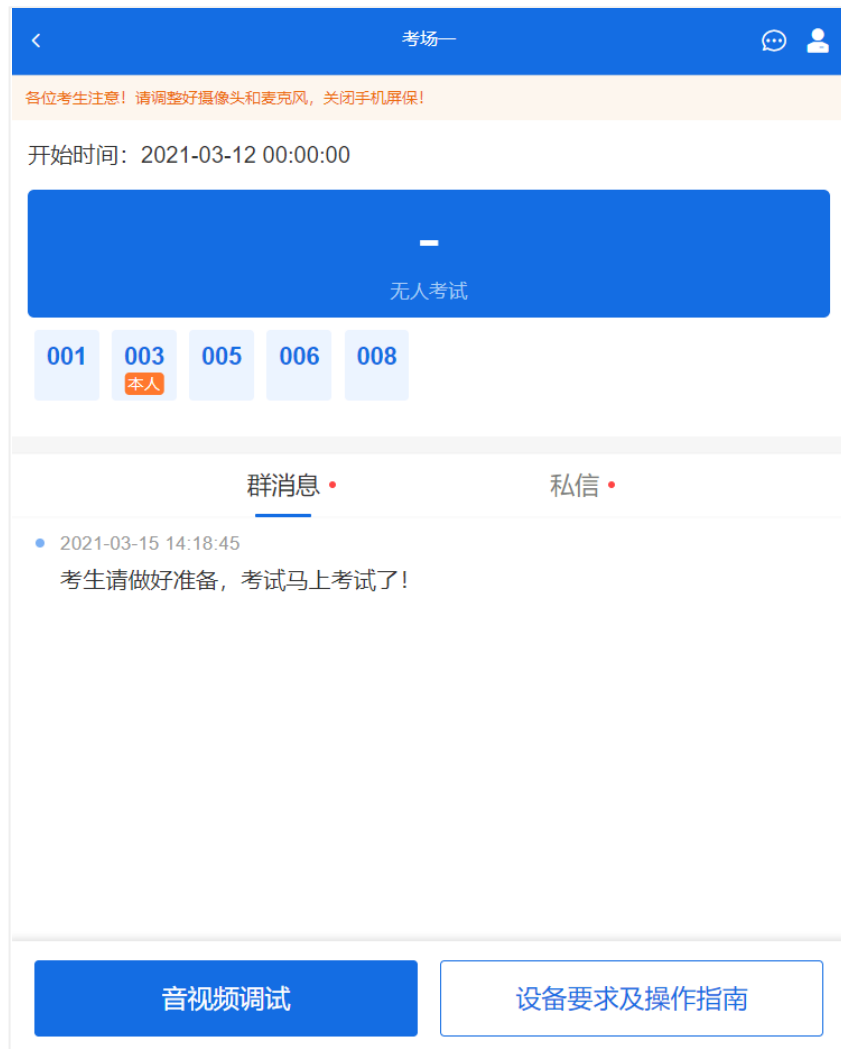 考场一
各位考生注意！请调整好摄像头和麦克风，关闭手机屏保！
开始时间：2021-03-12 00:00:00
-
无人考试
001 003 005 006 008
本人
群消息 私信
2021-03-15 14:18:45
考生请做好准备，考试马上考试了！
音视频调试 设备要求及操作指南